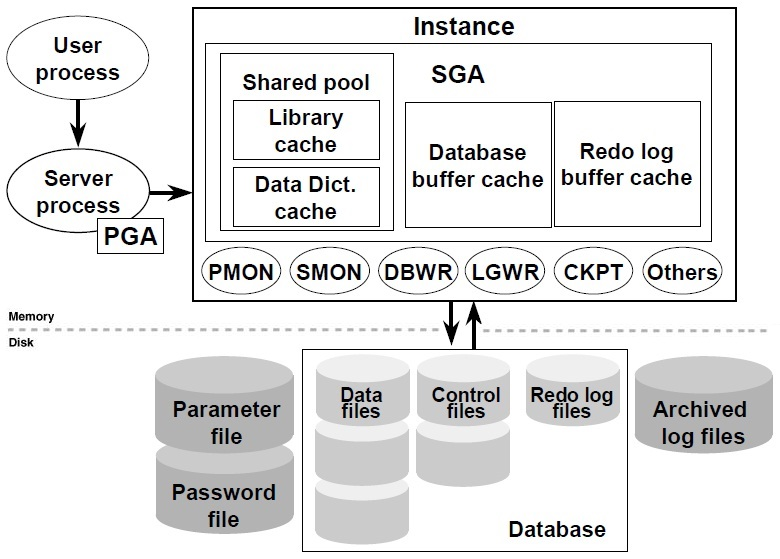 Instance
User
process
SGA
Shared pool
Library
cache
Database
buffer cache
Redo log
buffer cache
Server
process
Data Dict.
cache
PGA
PMON
SMON
DBWR
LGWR
CKPT
Others
Memory
Disk
Parameter
file
Data
files
Control
files
Redo log
files
Archived
log files
Password
file
Database